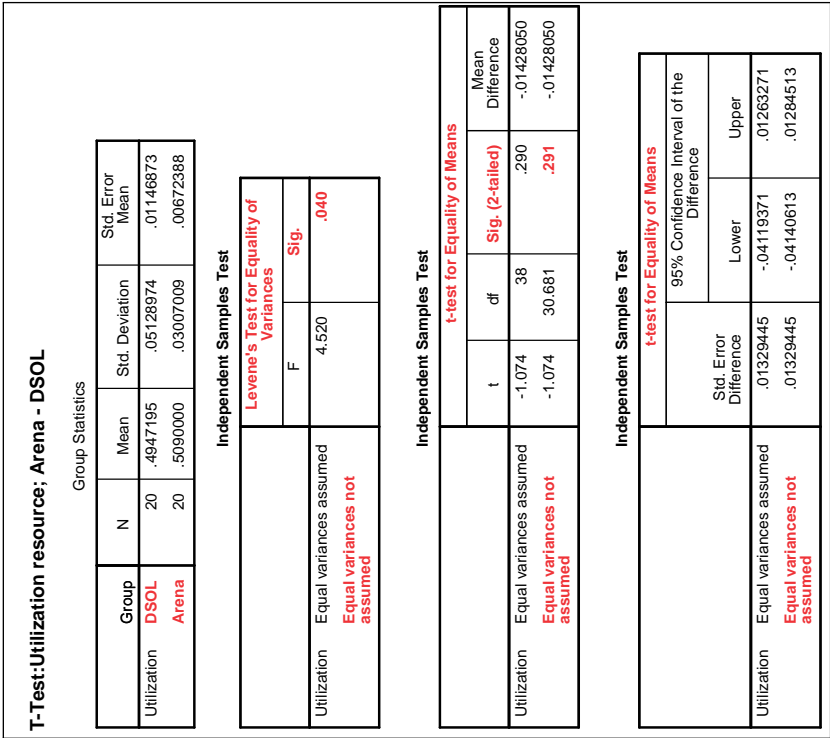 T-Test:Utilization resource; Arena - DSOL
Group Statistics
Group N Mean Std. Deviation Std. Error Mean
Utilization DSOL 20 .4947195 .05128974 .01146873
Arena 20 .5090000 .03007009 .00672388
Independent Samples Test
Levene's Test for Equality of Variances
F Sig.
Utilization Equal variances assumed 4.520 .040
Equal variances not assumed
Independent Samples Test
t-test for Equality of Means
t df Sig. (2-tailed) Mean Difference
Utilization Equal variances assumed -1.074 38 .290 -.01428050
Equal variances not assumed -1.074 30.681 .291 -.01428050
Independent Samples Test
t-test for Equality of Means
95% Confidence Interval of the Difference
Std. Error Difference Lower Upper
Utilization Equal variances assumed .01329445 -.04119371 .01263271
Equal variances not assumed .01329445 -.04140613 .01284513